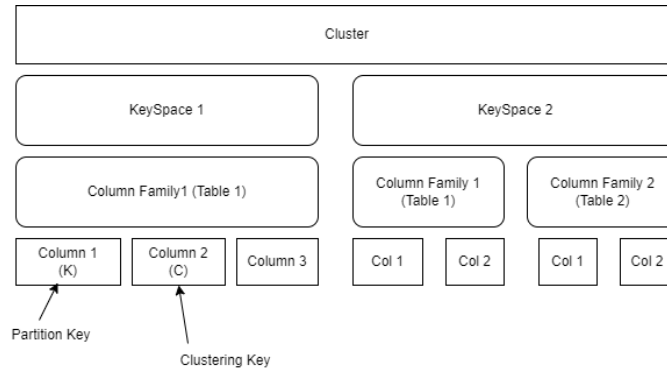 Cluster
KeySpace 1
KeySpace 2
Column Family1 (Table 1)
Column Family 1
(Table 1)
Column Family 2
(Table 2)
Column 1
(K)
Column 2
(C)
Column 3
Col 1
Col 2
Col 1
Col 2
Partition Key
Clustering Key